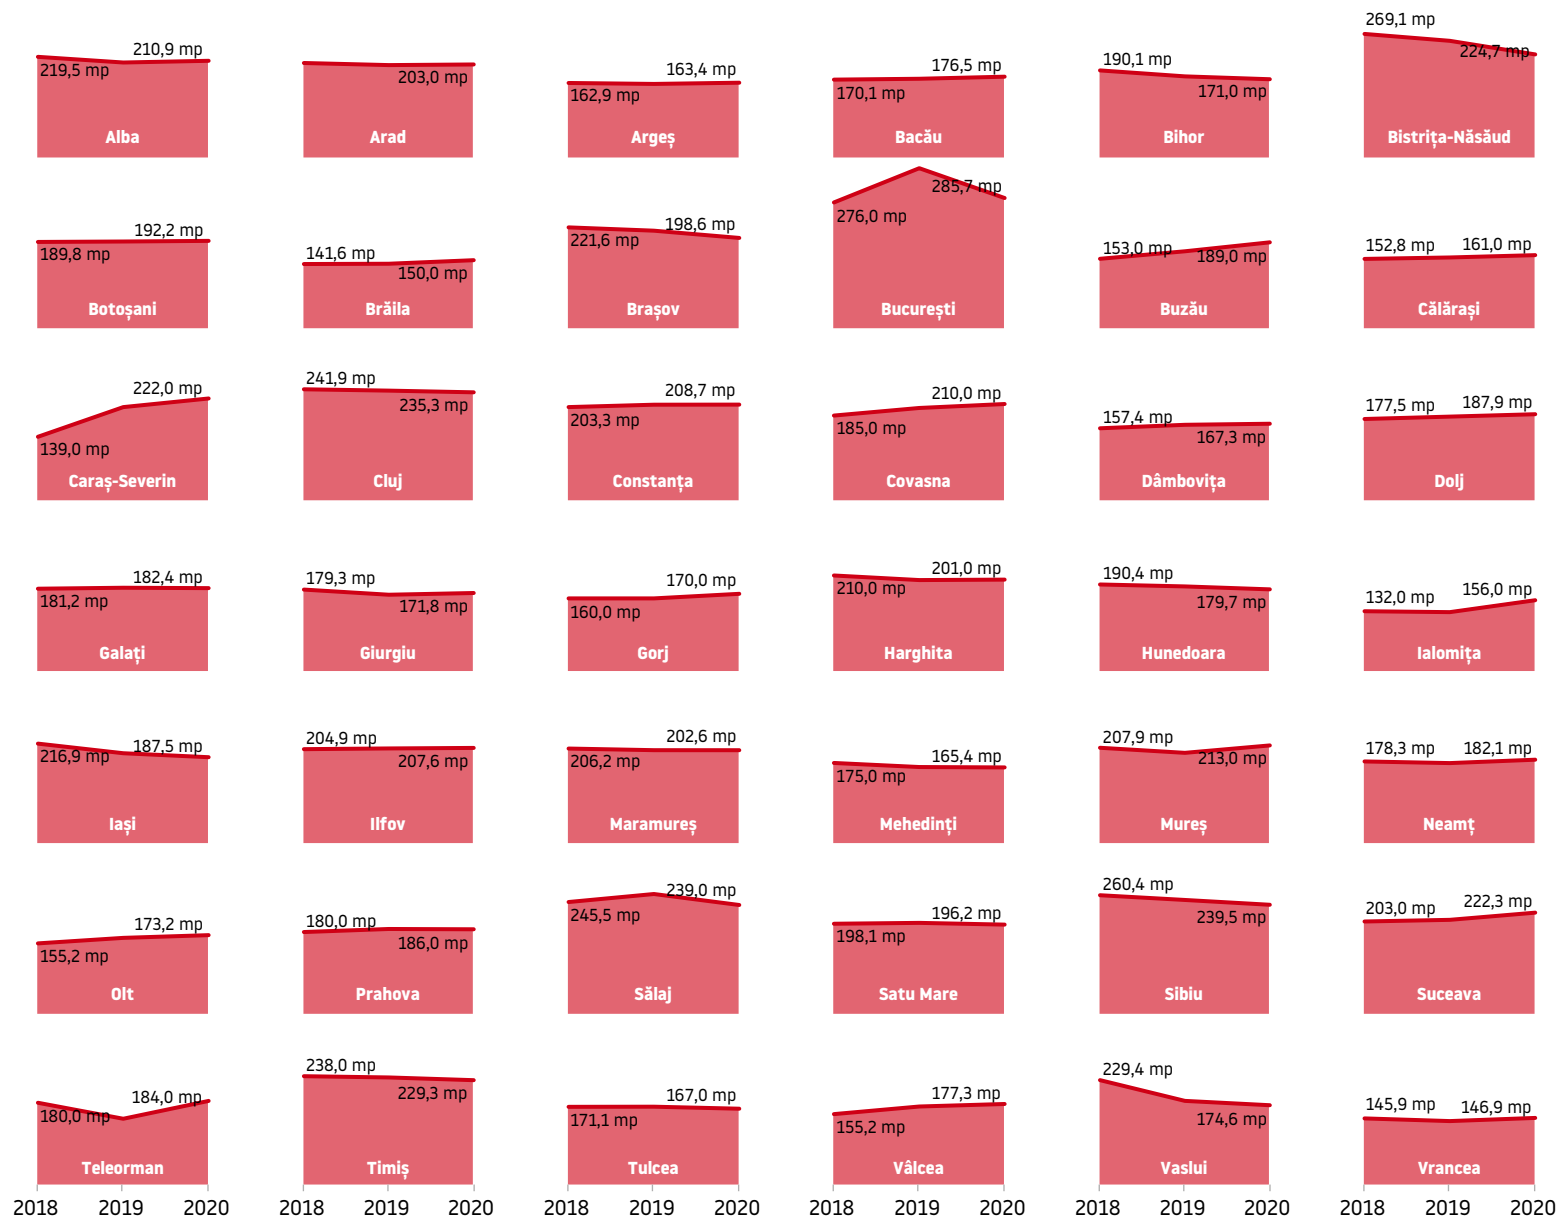 269,1 mp
210,9 mp
224,7 mp
190,1 mp
176,5 mp
163,4 mp
219,5 mp
203,0 mp
162,9 mp
170,1 mp
171,0 mp
Alba
Arad
Argeș
Bacău
Bihor
Bistrița-Năsăud
285,7 mp
276,0 mp
198,6 mp
192,2 mp
221,6 mp
189,8 mp
141,6 mp
150,0 mp
153,0 mp
189,0 mp
152,8 mp
161,0 mp
Botoșani
Brăila
Brașov
București
Buzău
Călărași
241,9 mp
222,0 mp
208,7 mp
210,0 mp
235,3 mp
177,5 mp
187,9 mp
203,3 mp
157,4 mp
185,0 mp
167,3 mp
139,0 mp
Caraș-Severin
Cluj
Constanța
Covasna
Dâmbovița
Dolj
182,4 mp
179,3 mp
170,0 mp
201,0 mp
190,4 mp
210,0 mp
132,0 mp
156,0 mp
181,2 mp
171,8 mp
160,0 mp
179,7 mp
Galați
Giurgiu
Gorj
Harghita
Hunedoara
Ialomița
204,9 mp
202,6 mp
207,9 mp
187,5 mp
216,9 mp
207,6 mp
206,2 mp
165,4 mp
175,0 mp
213,0 mp
178,3 mp
182,1 mp
Iași
Ilfov
Maramureș
Mehedinți
Mureș
Neamț
260,4 mp
239,0 mp
245,5 mp
196,2 mp
239,5 mp
203,0 mp
222,3 mp
173,2 mp
180,0 mp
198,1 mp
155,2 mp
186,0 mp
Olt
Prahova
Sălaj
Satu Mare
Sibiu
Suceava
238,0 mp
229,4 mp
184,0 mp
229,3 mp
167,0 mp
177,3 mp
145,9 mp
146,9 mp
180,0 mp
171,1 mp
155,2 mp
174,6 mp
Teleorman
Timiș
Tulcea
Vâlcea
Vaslui
Vrancea
2018 2019 2020
2018 2019 2020
2018 2019 2020
2018 2019 2020
2018 2019 2020
2018 2019 2020